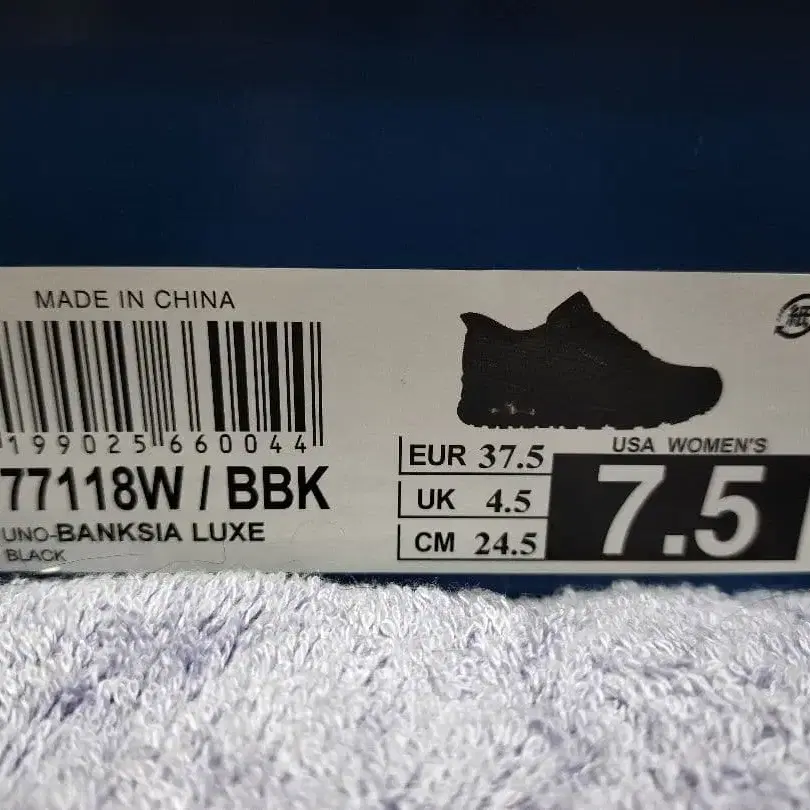 MADE IN CHINA
199025 660044
77118W / BBK
UNO-BANKSIA LUXE
BLACK
EUR 37.5
UK 4.5
CM 24.5
USA WOMEN'S
7.5
紙